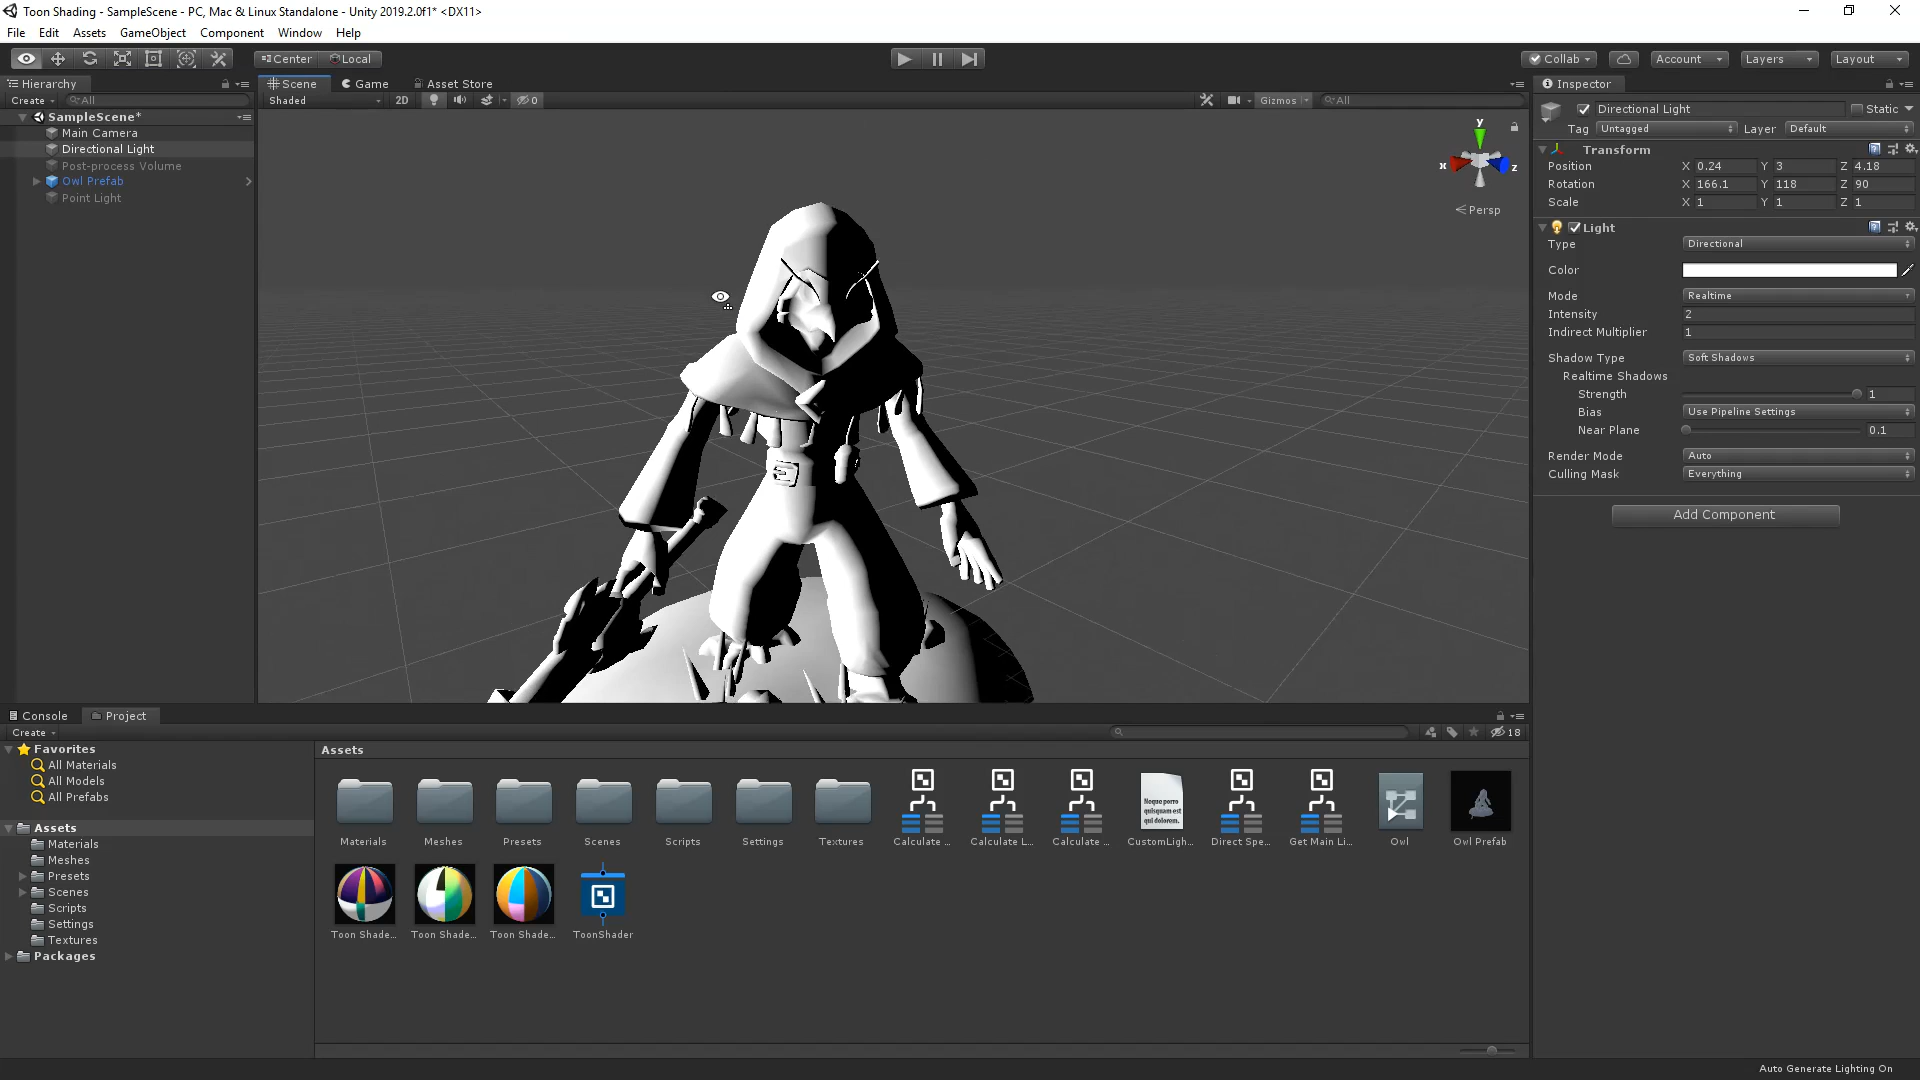 Toon Shading - SampleScene - PC, Mac & Linux Standalone - Unity 2019.2.0f1* <DX11>
File Edit Assets GameObject Component Window Help
Center Local
Collab Account Layers Layout
Hierarchy
Create All
SampleScene*
Main Camera
Directional Light
Post-process Volume
Owl Prefab
Point Light
Scene Game Asset Store
Shaded 2D 0 Gizmos All
y
x
z
Persp
Inspector
Directional Light Static
Tag Untagged Layer Default
Transform
Position X 0.24 Y 3 Z 4.18
Rotation X 166.1 Y 118 Z 90
Scale X 1 Y 1 Z 1
Light
Type Directional
Color
Mode Realtime
Intensity 2
Indirect Multiplier 1
Shadow Type Soft Shadows
Realtime Shadows
Strength 1
Bias Use Pipeline Settings
Near Plane 0.1
Render Mode Auto
Culling Mask Everything
Add Component
Console Project
Create 18
Favorites
All Materials
All Models
All Prefabs
Assets
Materials
Meshes
Presets
Scenes
Scripts
Settings
Textures
Packages
Assets
Neque porro
quisquam est
qui dolorem.
Materials Meshes Presets Scenes Scripts Settings Textures Calculate ... Calculate L... Calculate ... CustomLigh... Direct Spe... Get Main Li... Owl Owl Prefab
Toon Shade... Toon Shade... Toon Shade... ToonShader
Auto Generate Lighting On